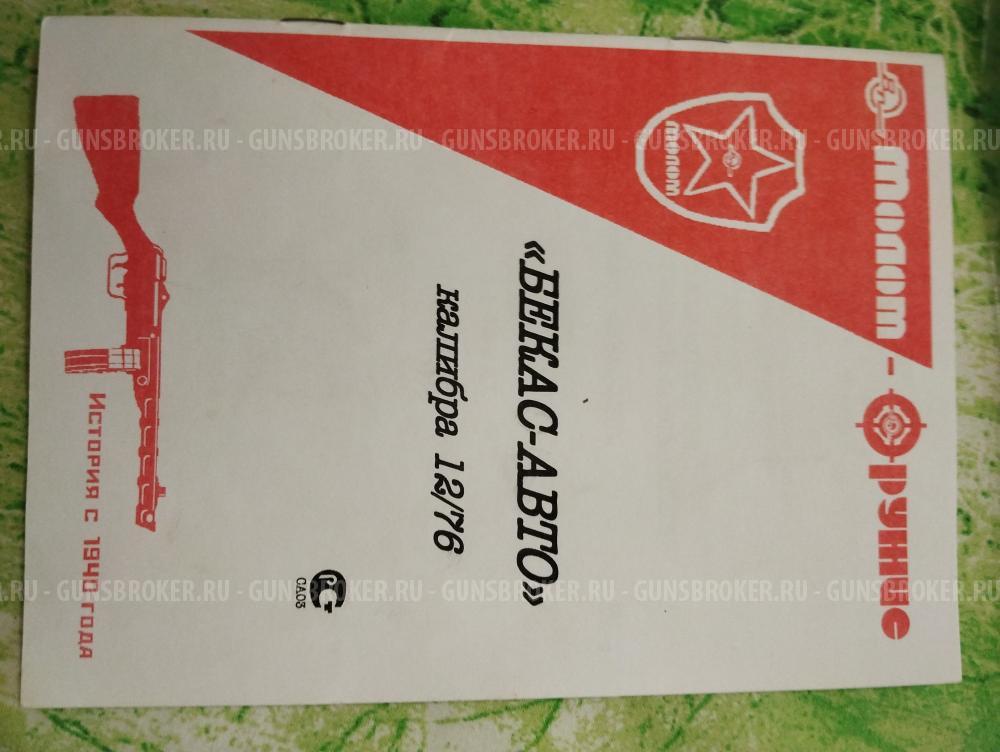 молот - оружие
молот
«БЕКАС-АВТО»
калибра 12/76
РС+
СА03
История с 1940 года
GUNSBROKER.RU - GUNSBROKER.RU - GUNSBROKER.RU - GUNSBROKER.RU - GUNSBROKER.RU
GUNSBROKER.RU - GUNSBROKER.RU - GUNSBROKER.RU - GUNSBROKER.RU - GUNSBROKER.RU